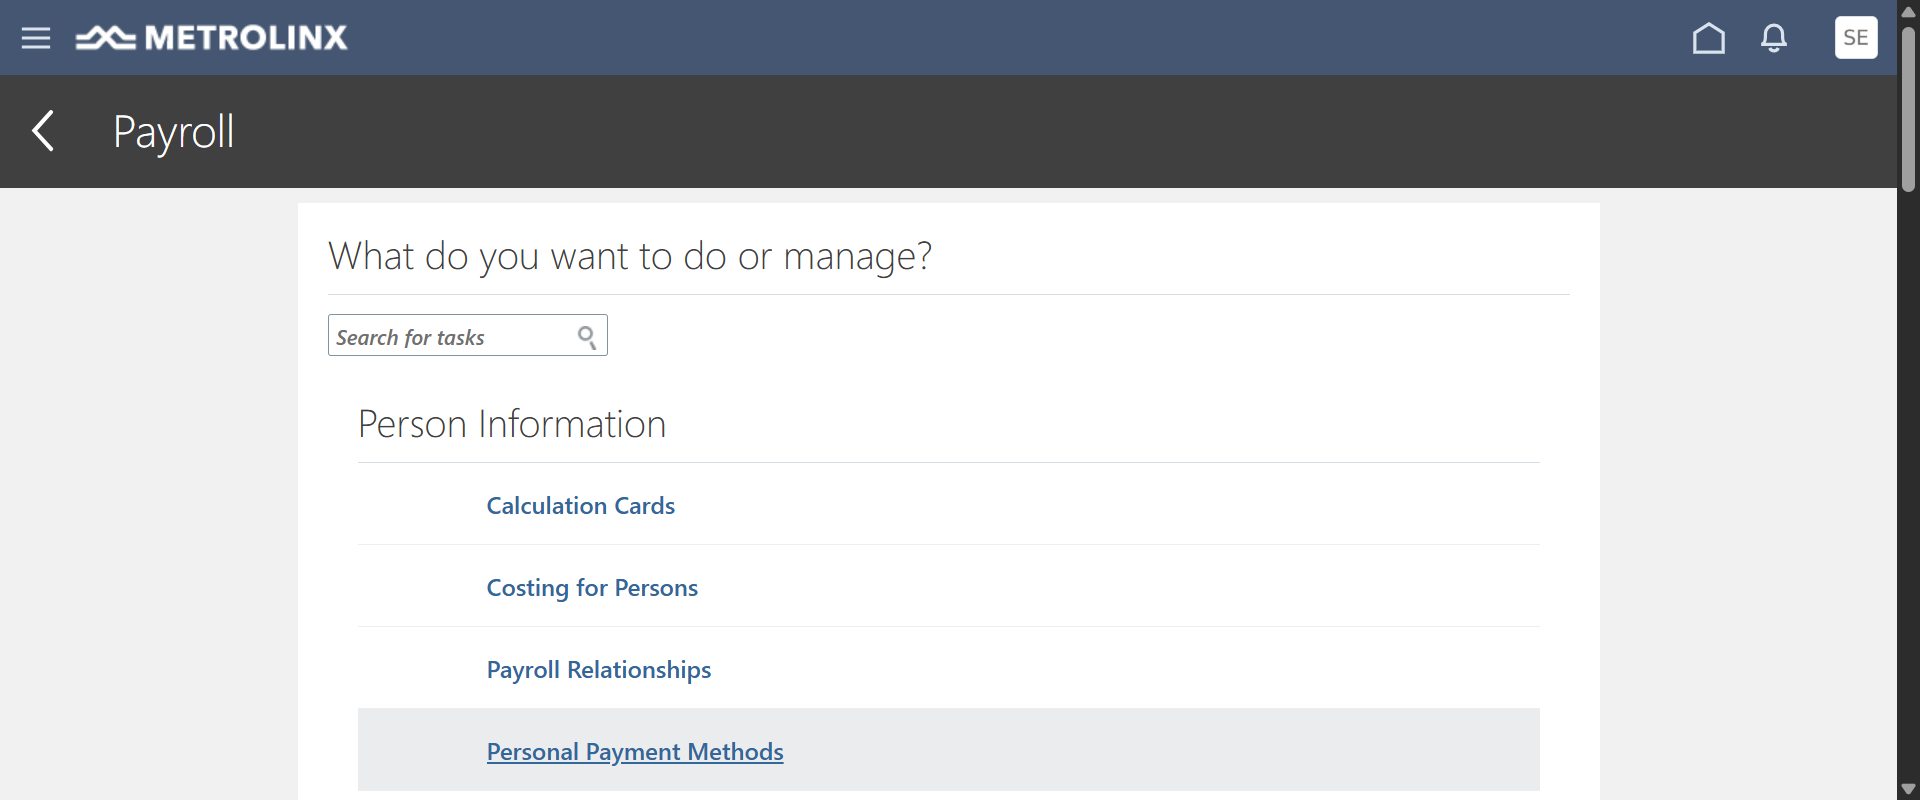 METROLINX
SE
Payroll
What do you want to do or manage?
Search for tasks
Person Information
Calculation Cards
Costing for Persons
Payroll Relationships
Personal Payment Methods